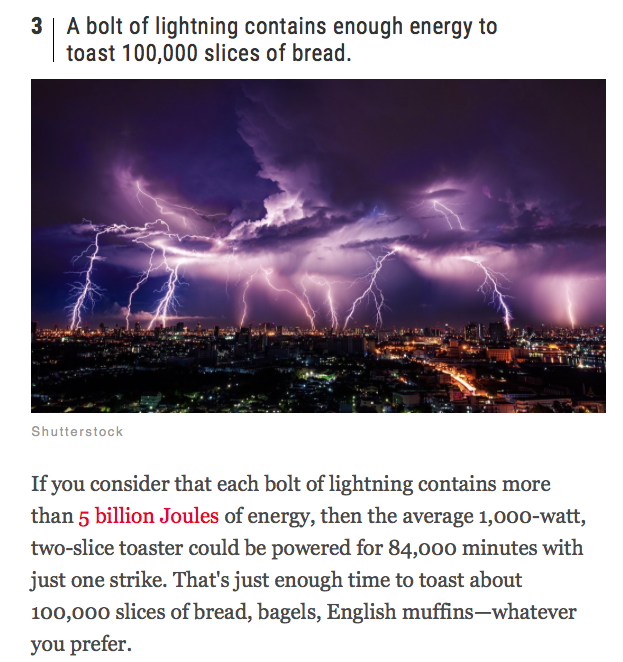 3 A bolt of lightning contains enough energy to
toast 100,000 slices of bread.
Shutterstock
If you consider that each bolt of lightning contains more
than 5 billion Joules of energy, then the average 1,000-watt,
two-slice toaster could be powered for 84,000 minutes with
just one strike. That's just enough time to toast about
100,000 slices of bread, bagels, English muffins—whatever
you prefer.